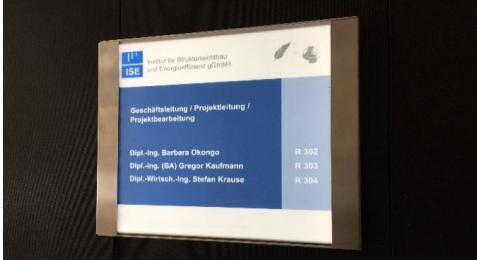 ISE
Institut für Strukturleichtbau
und Energieeffizienz gGmbH
Geschäftsleitung / Projektleitung /
Projektbearbeitung
Dipl.-Ing. Barbara Okongo R 302
Dipl.-Ing. (BA) Gregor Kaufmann R 303
Dipl.-Wirtsch.-Ing. Stefan Krause R 304